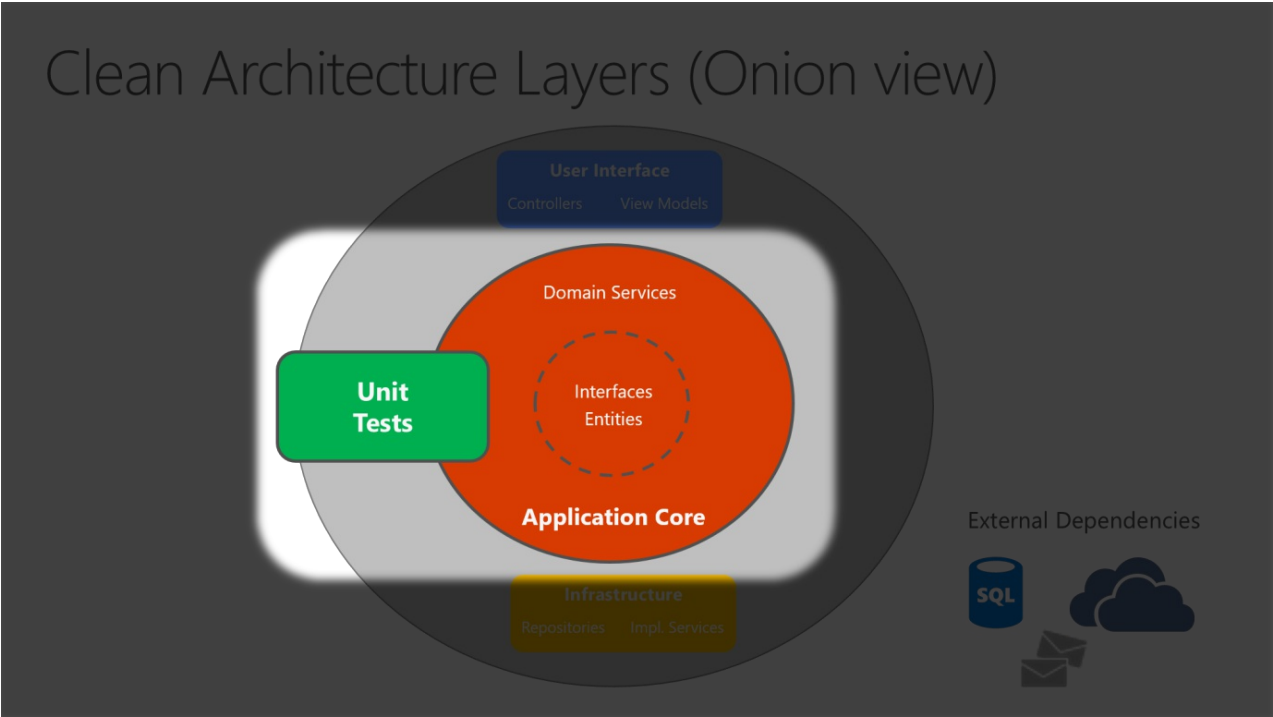 Clean Architecture Layers (Onion view)
User Interface
Controllers View Models
Domain Services
Unit
Tests
Interfaces
Entities
Application Core
External Dependencies
SQL
Infrastructure
Repositories Impl. Services